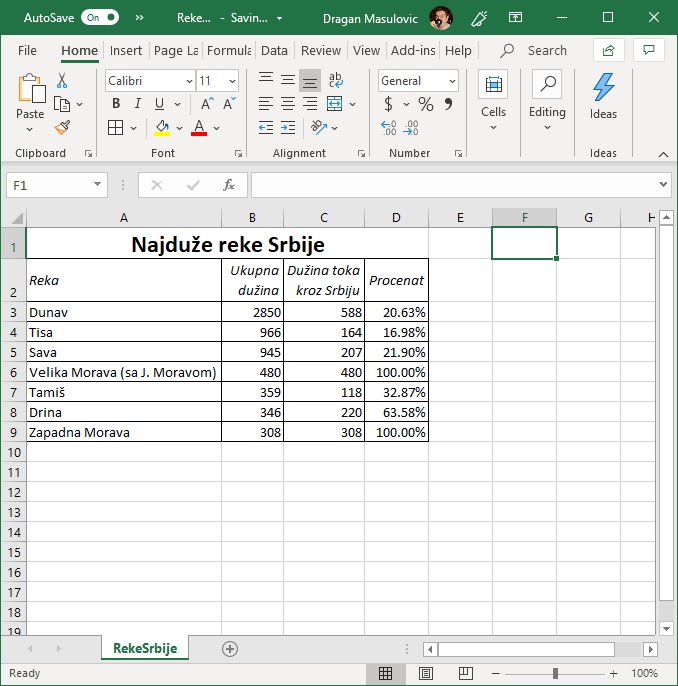 AutoSave On Reke... - Savin... Dragan Masulovic
File Home Insert Page La Formula Data Review View Add-ins Help Search
Paste Calibri 11 General Cells Editing Ideas
B I U A A ab c $ % 9
Clipboard Font Alignment Number Ideas
F1 fx
A B C D E F G H
1 Najduže reke Srbije
2 Reka Ukupna dužina Dužina toka kroz Srbiju Procenat
3 Dunav 2850 588 20.63%
4 Tisa 966 164 16.98%
5 Sava 945 207 21.90%
6 Velika Morava (sa J. Moravom) 480 480 100.00%
7 Tamiš 359 118 32.87%
8 Drina 346 220 63.58%
9 Zapadna Morava 308 308 100.00%
10
11
12
13
14
15
16
17
18
19
RekeSrbije
Ready 100%